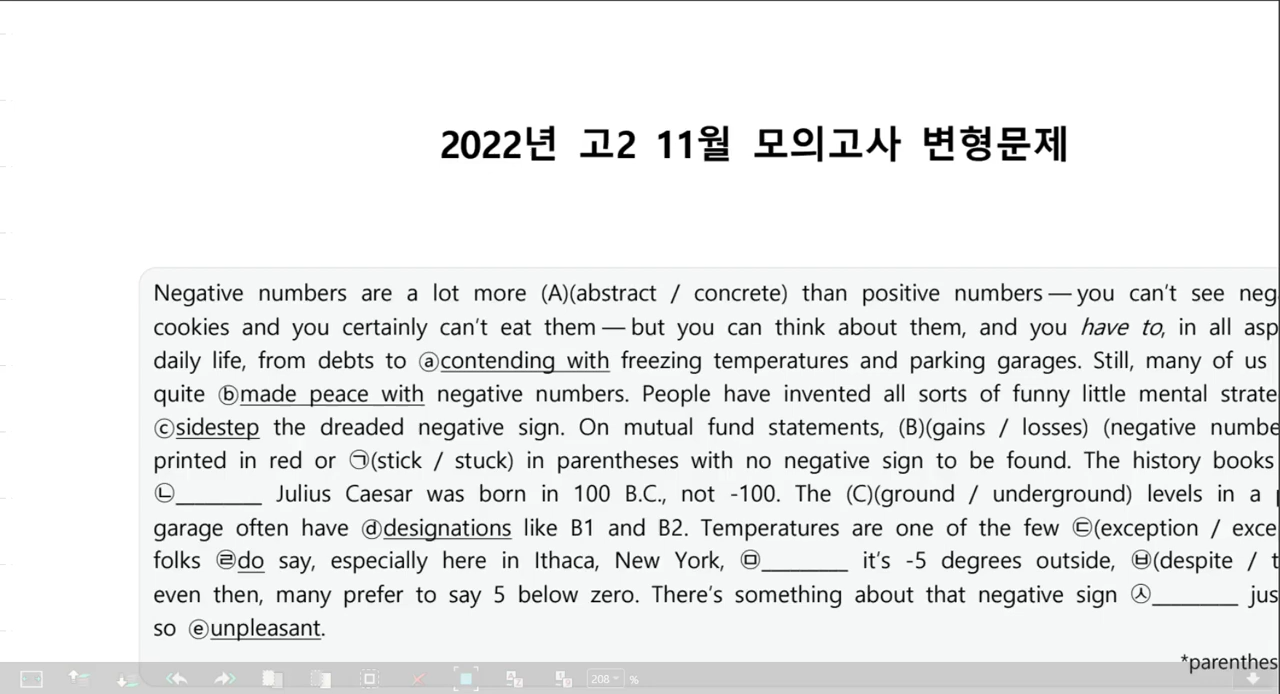 2022년 고2 11월 모의고사 변형문제
Negative numbers are a lot more (A)(abstract / concrete) than positive numbers — you can't see neg
cookies and you certainly can't eat them — but you can think about them, and you have to, in all asp
daily life, from debts to ⓐcontending with freezing temperatures and parking garages. Still, many of us
quite ⓑmade peace with negative numbers. People have invented all sorts of funny little mental strate
ⓒsidestep the dreaded negative sign. On mutual fund statements, (B)(gains / losses) (negative numbe
printed in red or ㉠(stick / stuck) in parentheses with no negative sign to be found. The history books
㉡_______ Julius Caesar was born in 100 B.C., not -100. The (C)(ground / underground) levels in a
garage often have ⓓdesignations like B1 and B2. Temperatures are one of the few ㉢(exception / exce
folks ㉣do say, especially here in Ithaca, New York, ㉤_______ it's -5 degrees outside, ㉥(despite / t
even then, many prefer to say 5 below zero. There's something about that negative sign ㉦_______ jus
so ⓔunpleasant.
*parenthes
208 %